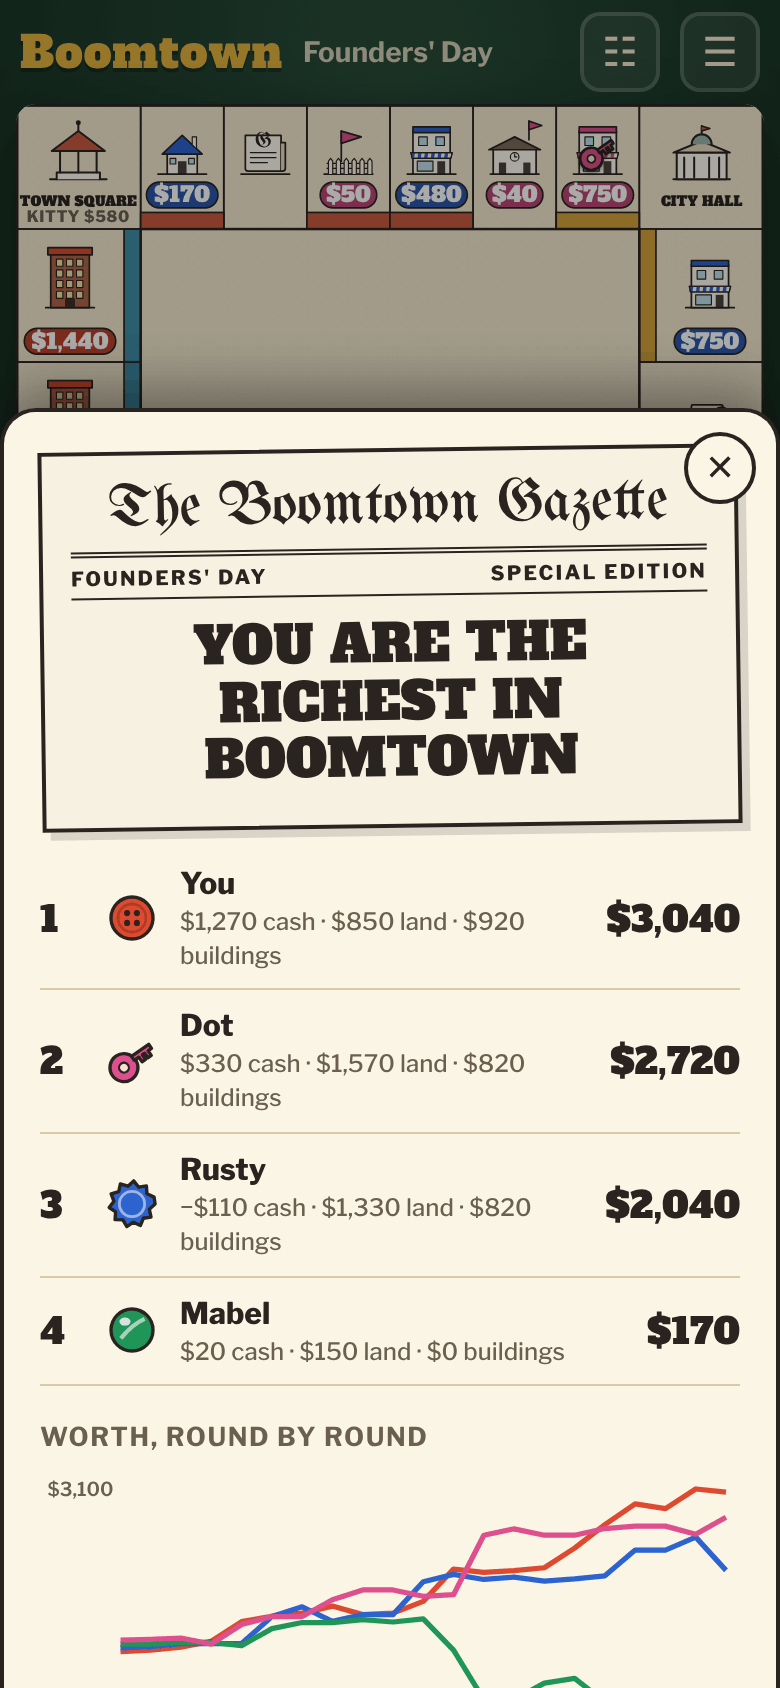 Boomtown Founders' Day
$170
$50
$480
$40
$750
TOWN SQUARE
KITTY $580
CITY HALL
$1,440
$750
The Boomtown Gazette
FOUNDERS' DAY SPECIAL EDITION
YOU ARE THE
RICHEST IN
BOOMTOWN
1 You $3,040
$1,270 cash · $850 land · $920
buildings
2 Dot $2,720
$330 cash · $1,570 land · $820
buildings
3 Rusty $2,040
−$110 cash · $1,330 land · $820
buildings
4 Mabel $170
$20 cash · $150 land · $0 buildings
WORTH, ROUND BY ROUND
$3,100